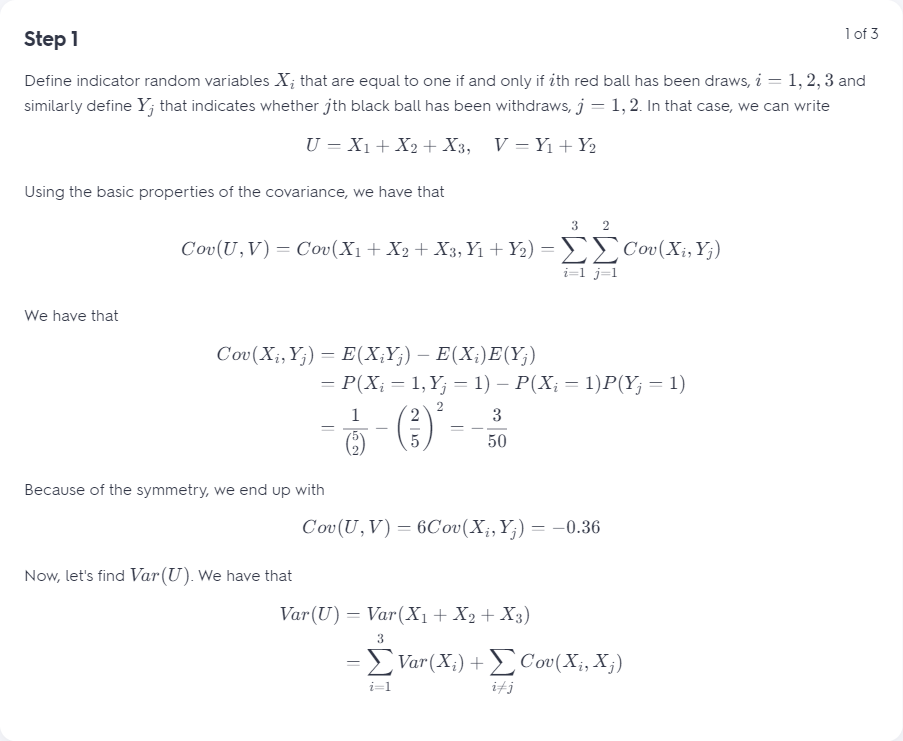 Step 1
1 of 3
Define indicator random variables $X_i$ that are equal to one if and only if $i$th red ball has been draws, $i = 1, 2, 3$ and
similarly define $Y_j$ that indicates whether $j$th black ball has been withdraws, $j = 1, 2$. In that case, we can write
$U = X_1 + X_2 + X_3, \quad V = Y_1 + Y_2$
Using the basic properties of the covariance, we have that
$Cov(U, V) = Cov(X_1 + X_2 + X_3, Y_1 + Y_2) = \sum_{i=1}^{3} \sum_{j=1}^{2} Cov(X_i, Y_j)$
We have that
$Cov(X_i, Y_j) = E(X_i Y_j) - E(X_i)E(Y_j)$
$= P(X_i = 1, Y_j = 1) - P(X_i = 1)P(Y_j = 1)$
$= \frac{1}{\binom{5}{2}} - \left(\frac{2}{5}\right)^2 = -\frac{3}{50}$
Because of the symmetry, we end up with
$Cov(U, V) = 6Cov(X_i, Y_j) = -0.36$
Now, let's find $Var(U)$. We have that
$Var(U) = Var(X_1 + X_2 + X_3)$
$= \sum_{i=1}^{3} Var(X_i) + \sum_{i \neq j} Cov(X_i, X_j)$